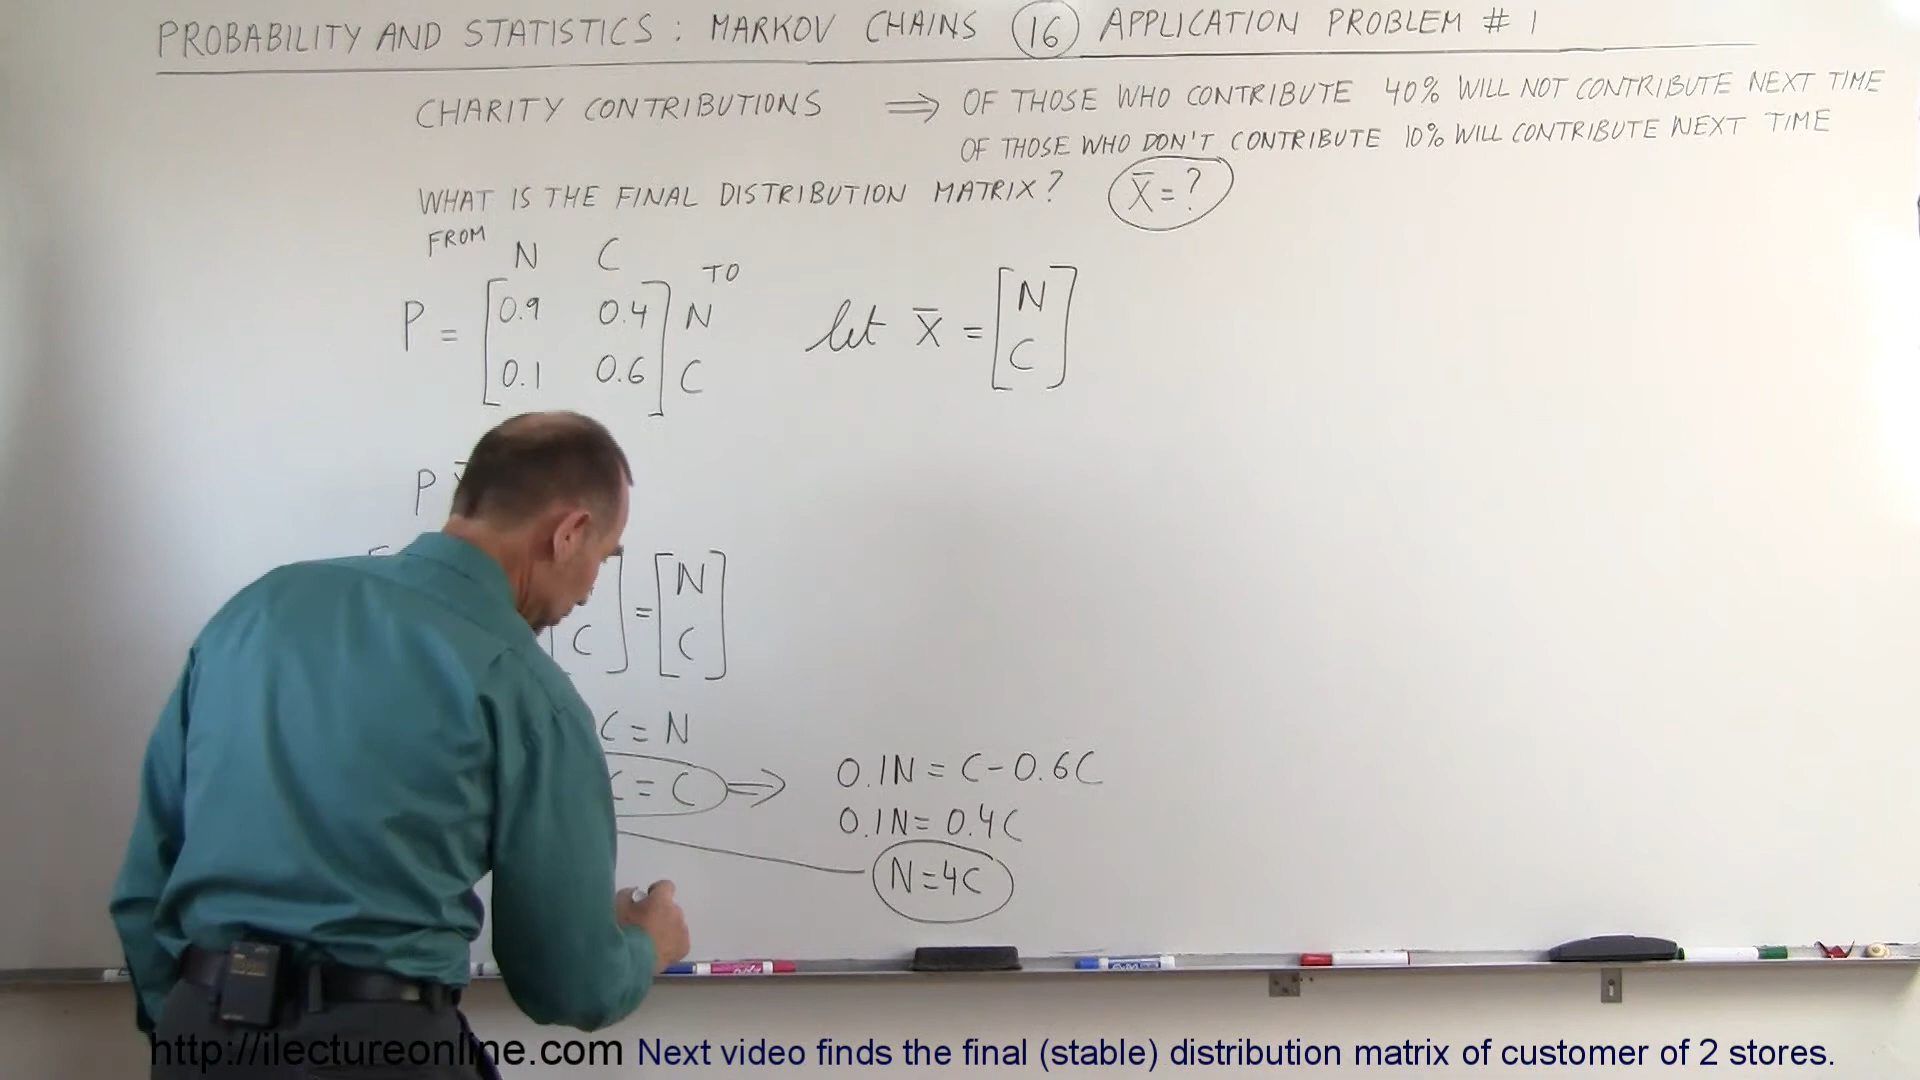 PROBABILITY AND STATISTICS : MARKOV CHAINS 16 APPLICATION PROBLEM # 1
CHARITY CONTRIBUTIONS ⇒ OF THOSE WHO CONTRIBUTE 40% WILL NOT CONTRIBUTE NEXT TIME
OF THOSE WHO DON'T CONTRIBUTE 10% WILL CONTRIBUTE NEXT TIME
WHAT IS THE FINAL DISTRIBUTION MATRIX? X̄ = ?
FROM N C TO
P = [0.9 0.4] N
[0.1 0.6] C
let X̄ = [N
C]
P
] = [N]
C] = [C]
C = N
C = C ⇒ 0.1N = C - 0.6C
0.1N = 0.4C
N = 4C
http://ilectureonline.com Next video finds the final (stable) distribution matrix of customer of 2 stores.